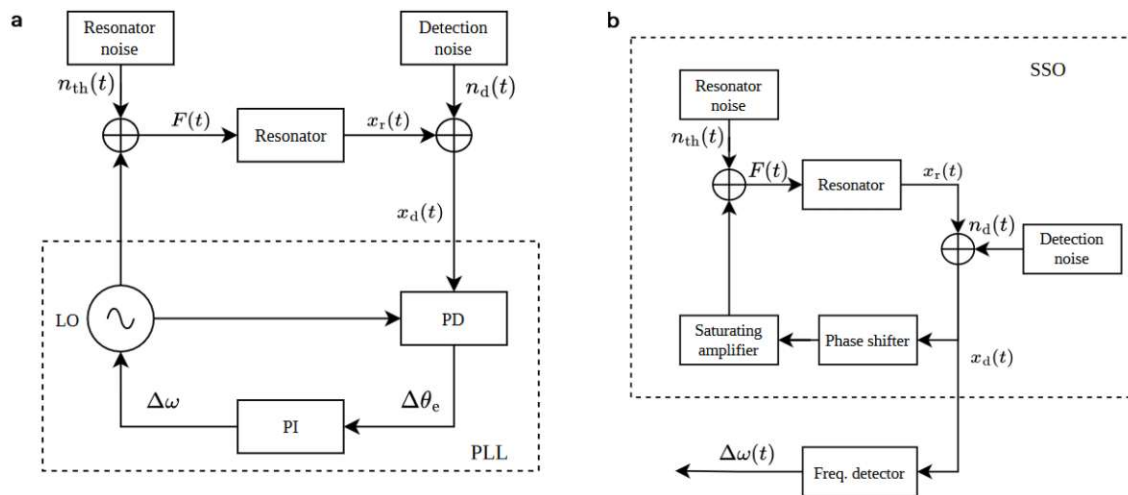 a
Resonator
noise
Detection
noise
n_th(t)
n_d(t)
F(t)
Resonator
x_r(t)
x_d(t)
LO
PD
Δω
Δθ_e
PI
PLL
b
SSO
Resonator
noise
n_th(t)
F(t)
Resonator
x_r(t)
n_d(t)
Detection
noise
Saturating
amplifier
Phase shifter
x_d(t)
Δω(t)
Freq. detector